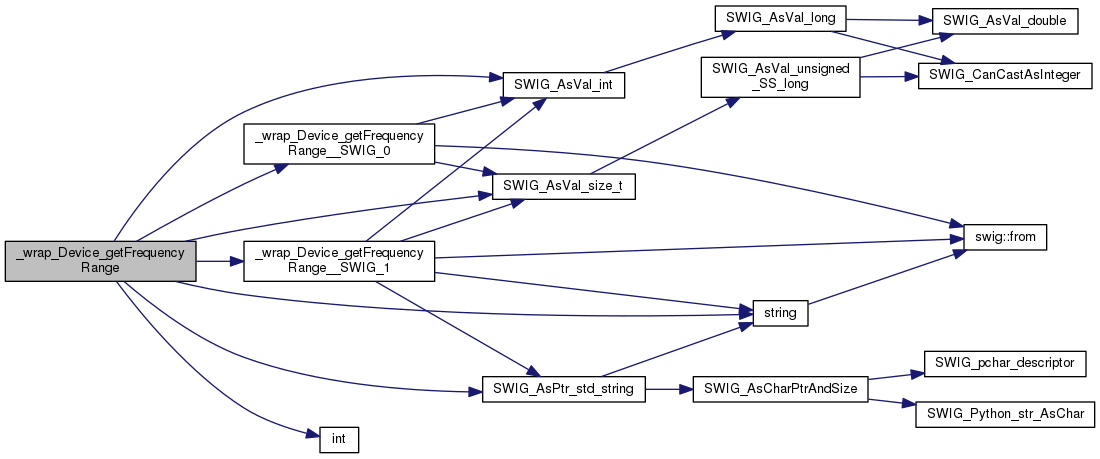 _wrap_Device_getFrequency
Range
_wrap_Device_getFrequency
Range__SWIG_0
_wrap_Device_getFrequency
Range__SWIG_1
int
SWIG_AsVal_int
SWIG_AsVal_size_t
SWIG_AsPtr_std_string
SWIG_AsVal_long
SWIG_AsVal_unsigned
_SS_long
string
SWIG_AsCharPtrAndSize
SWIG_AsVal_double
SWIG_CanCastAsInteger
swig::from
SWIG_pchar_descriptor
SWIG_Python_str_AsChar